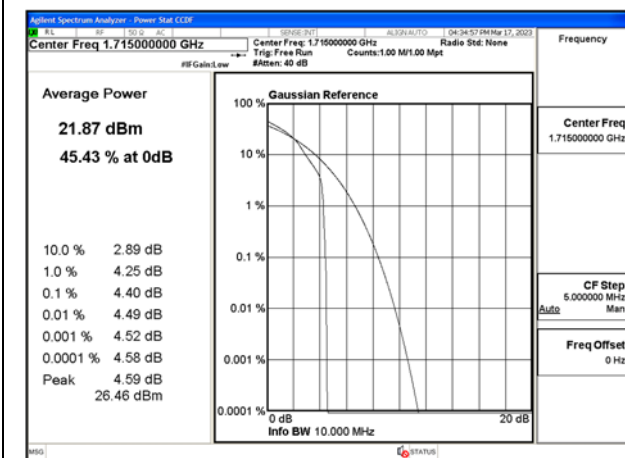 Agilent Spectrum Analyzer - Power Stat CCDF
RL RF 50 Ω AC SENSE:INT ALIGN AUTO 04:34:57 PM Mar 17, 2023
Center Freq 1.715000000 GHz
Center Freq: 1.715000000 GHz Radio Std: None
Trig: Free Run Counts:1.00 M/1.00 Mpt
#IFGain:Low #Atten: 40 dB
Frequency
Average Power
21.87 dBm
45.43 % at 0dB
10.0 % 2.89 dB
1.0 % 4.25 dB
0.1 % 4.40 dB
0.01 % 4.49 dB
0.001 % 4.52 dB
0.0001 % 4.58 dB
Peak 4.59 dB
26.46 dBm
Gaussian Reference
100 %
10 %
1 %
0.1 %
0.01 %
0.001 %
0.0001 %
0 dB 20 dB
Info BW 10.000 MHz
Center Freq
1.715000000 GHz
CF Step
5.000000 MHz
Auto Man
Freq Offset
0 Hz
MSG STATUS